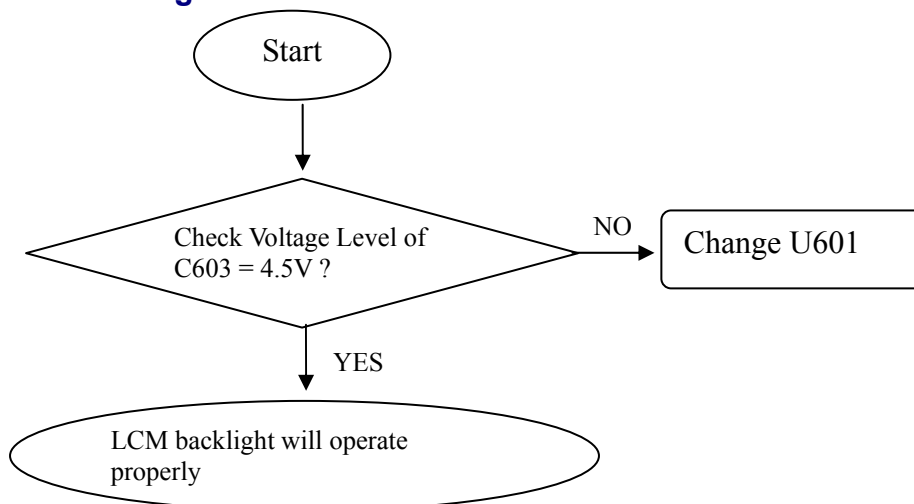 Start
Check Voltage Level of
C603 = 4.5V ?
NO
Change U601
YES
LCM backlight will operate
properly